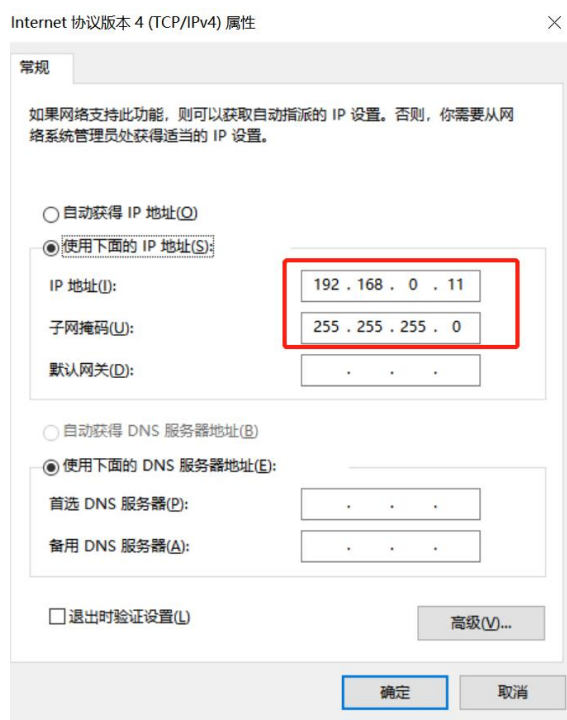 Internet 协议版本 4 (TCP/IPv4) 属性
常规
如果网络支持此功能，则可以获取自动指派的 IP 设置。否则，你需要从网
络系统管理员处获得适当的 IP 设置。
自动获得 IP 地址(O)
使用下面的 IP 地址(S):
IP 地址(I): 192 . 168 . 0 . 11
子网掩码(U): 255 . 255 . 255 . 0
默认网关(D): . . .
自动获得 DNS 服务器地址(B)
使用下面的 DNS 服务器地址(E):
首选 DNS 服务器(P): . . .
备用 DNS 服务器(A): . . .
退出时验证设置(L)
高级(V)...
确定 取消